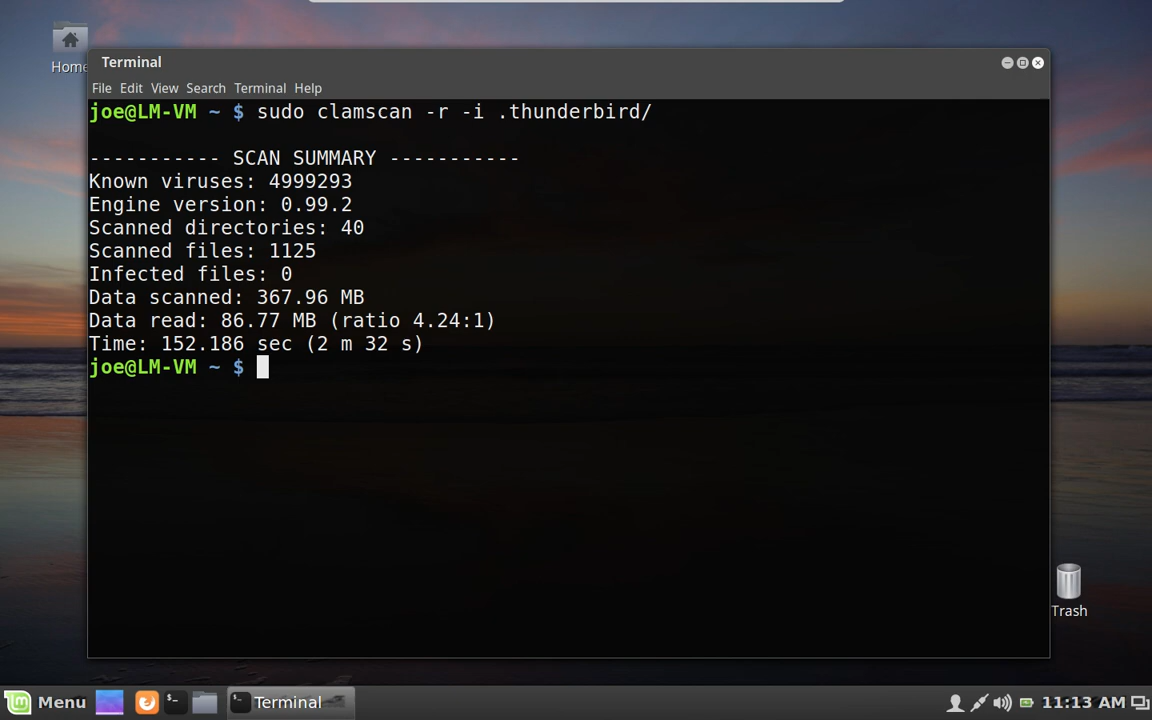 Home
Terminal
File Edit View Search Terminal Help
joe@LM-VM ~ $ sudo clamscan -r -i .thunderbird/
----------- SCAN SUMMARY -----------
Known viruses: 4999293
Engine version: 0.99.2
Scanned directories: 40
Scanned files: 1125
Infected files: 0
Data scanned: 367.96 MB
Data read: 86.77 MB (ratio 4.24:1)
Time: 152.186 sec (2 m 32 s)
joe@LM-VM ~ $
Trash
Menu Terminal 11:13 AM